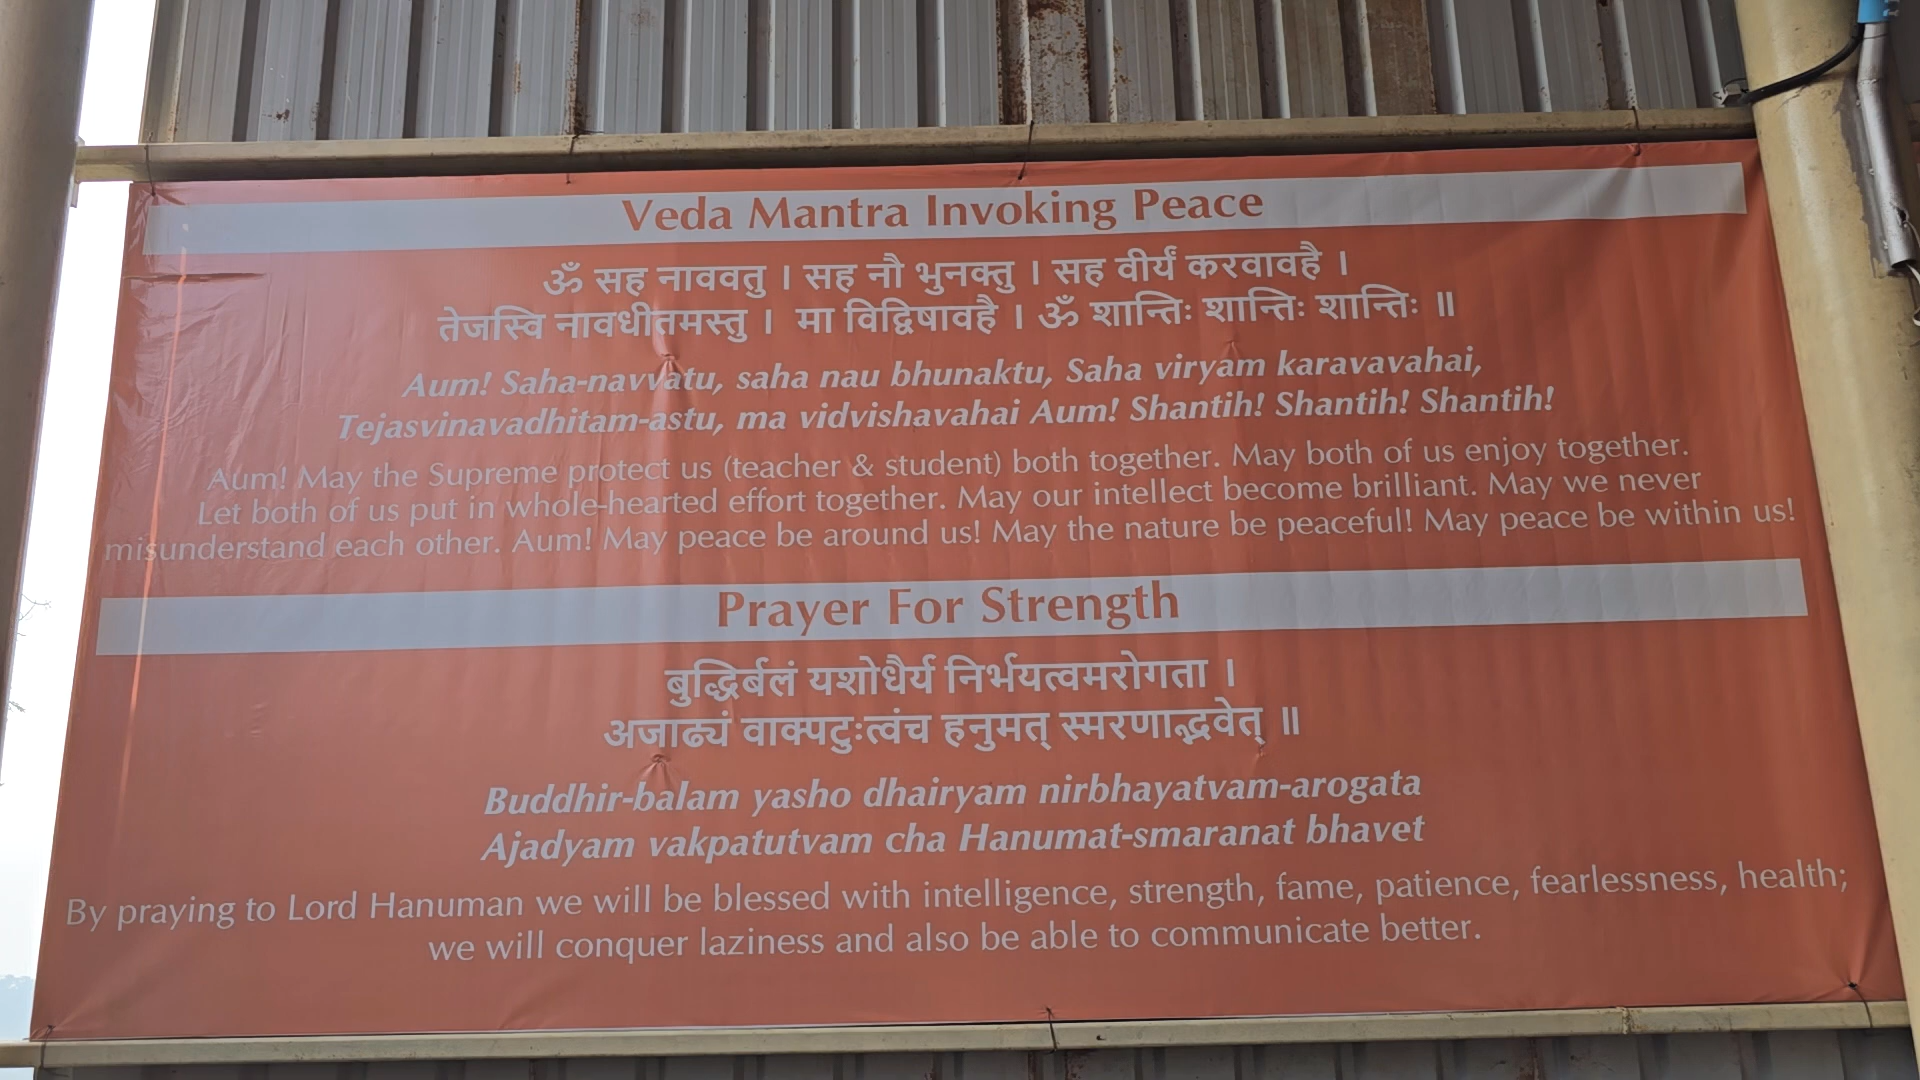 Veda Mantra Invoking Peace
ॐ सह नाववतु । सह नौ भुनक्तु । सह वीर्यं करवावहै ।
तेजस्वि नावधीतमस्तु । मा विद्विषावहै । ॐ शान्तिः शान्तिः शान्तिः ॥
Aum! Saha-navvatu, saha nau bhunaktu, Saha viryam karavavahai,
Tejasvinavadhitam-astu, ma vidvishavahai Aum! Shantih! Shantih! Shantih!
Aum! May the Supreme protect us (teacher & student) both together. May both of us enjoy together.
Let both of us put in whole-hearted effort together. May our intellect become brilliant. May we never
misunderstand each other. Aum! May peace be around us! May the nature be peaceful! May peace be within us!
Prayer For Strength
बुद्धिर्बलं यशोधैर्य निर्भयत्वमरोगता ।
अजाढ्यं वाक्पटुःत्वंच हनुमत् स्मरणाद्भवेत् ॥
Buddhir-balam yasho dhairyam nirbhayatvam-arogata
Ajadyam vakpatutvam cha Hanumat-smaranat bhavet
By praying to Lord Hanuman we will be blessed with intelligence, strength, fame, patience, fearlessness, health;
we will conquer laziness and also be able to communicate better.